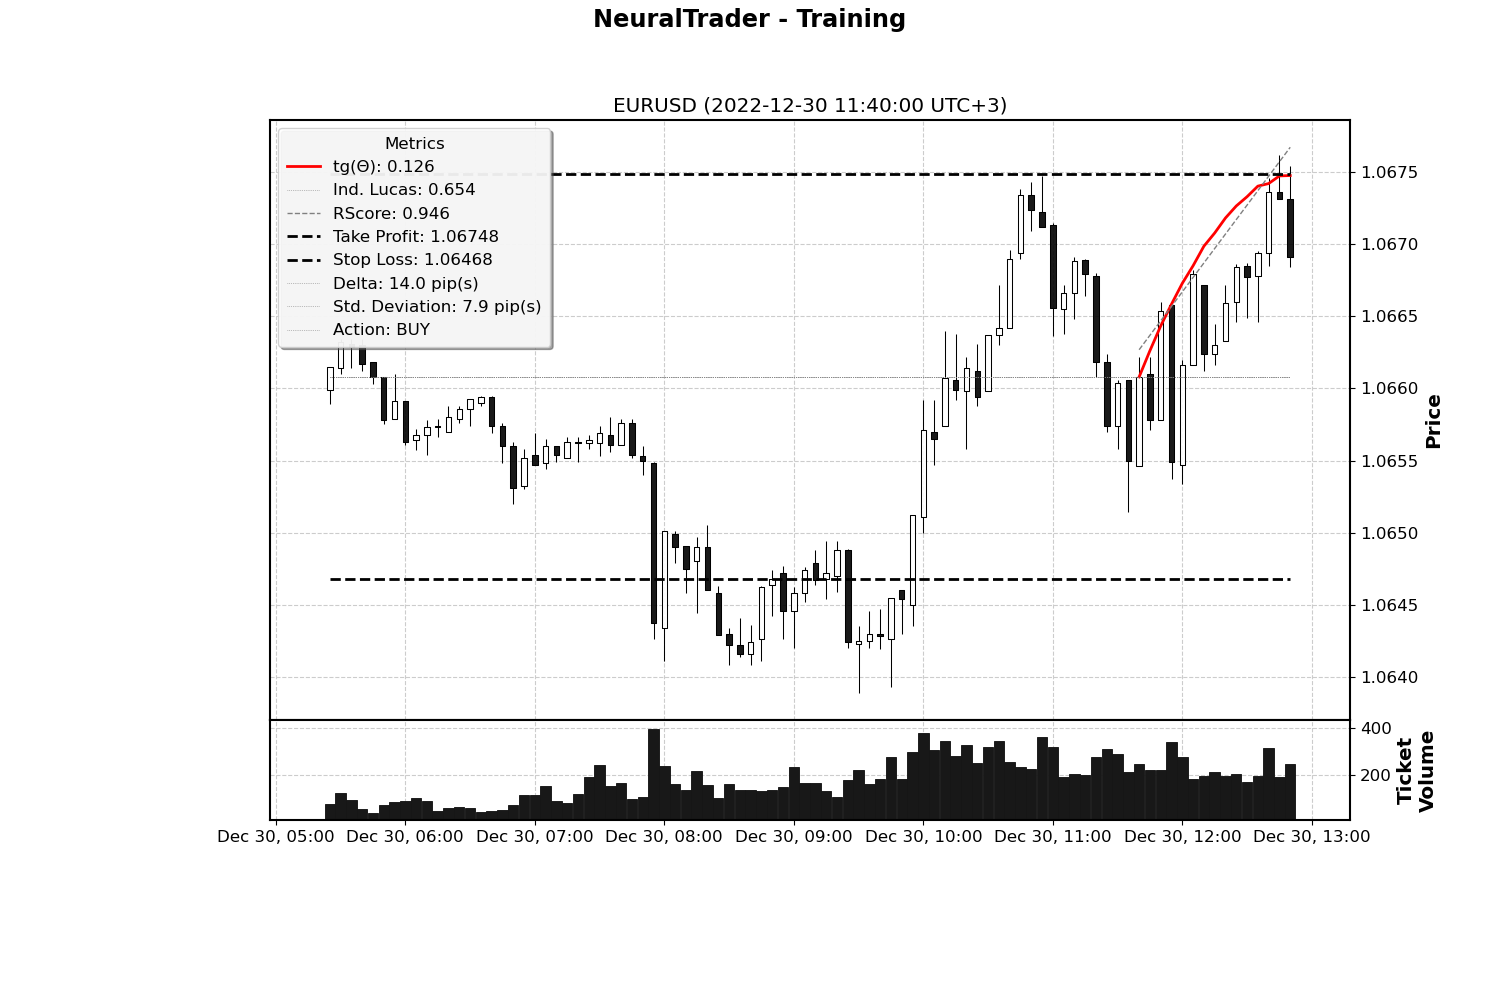 NeuralTrader - Training
EURUSD (2022-12-30 11:40:00 UTC+3)
Metrics
tg(Θ): 0.126
Ind. Lucas: 0.654
RScore: 0.946
Take Profit: 1.06748
Stop Loss: 1.06468
Delta: 14.0 pip(s)
Std. Deviation: 7.9 pip(s)
Action: BUY
1.0675
1.0670
1.0665
1.0660
1.0655
1.0650
1.0645
1.0640
Price
400
200
Ticket
Volume
Dec 30, 05:00 Dec 30, 06:00 Dec 30, 07:00 Dec 30, 08:00 Dec 30, 09:00 Dec 30, 10:00 Dec 30, 11:00 Dec 30, 12:00 Dec 30, 13:00